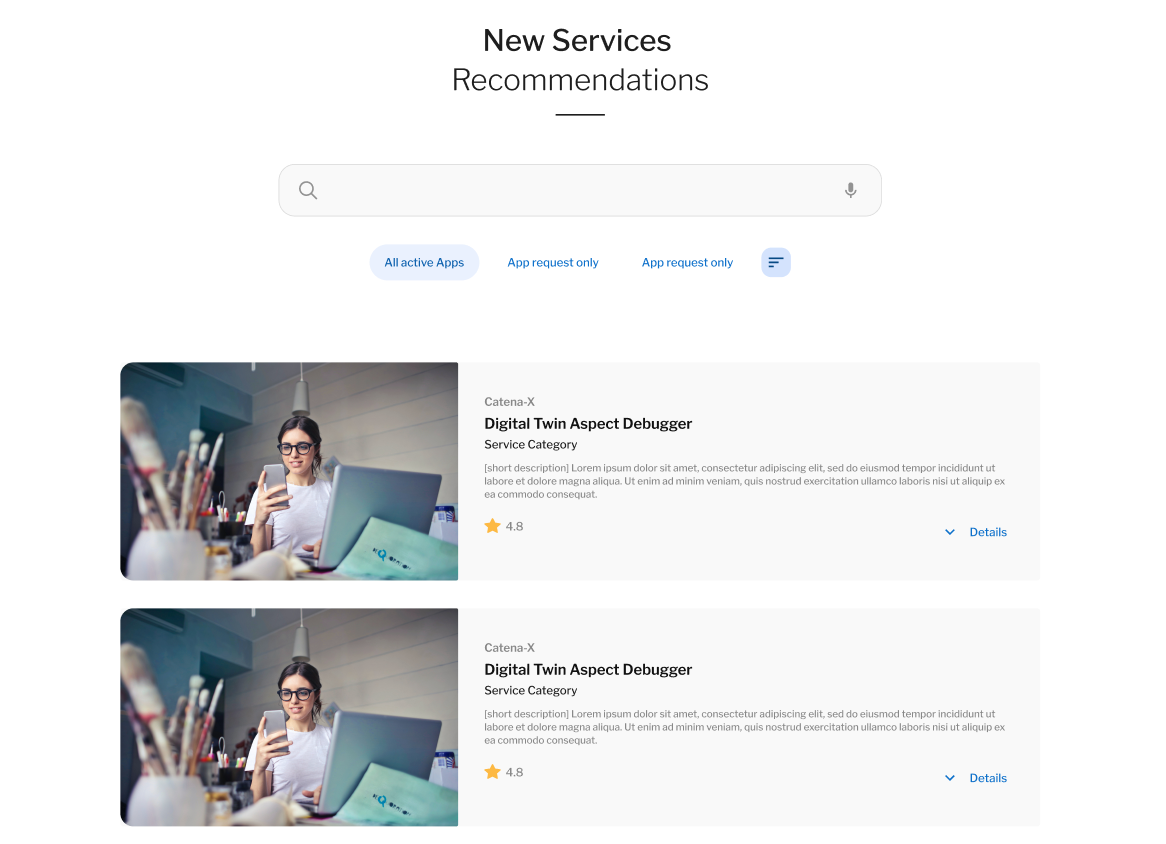 New Services
Recommendations
All active Apps
App request only
App request only
Catena-X
Digital Twin Aspect Debugger
Service Category
[short description] Lorem ipsum dolor sit amet, consectetur adipiscing elit, sed do eiusmod tempor incididunt ut
labore et dolore magna aliqua. Ut enim ad minim veniam, quis nostrud exercitation ullamco laboris nisi ut aliquip ex
ea commodo consequat.
4.8
Details
Catena-X
Digital Twin Aspect Debugger
Service Category
[short description] Lorem ipsum dolor sit amet, consectetur adipiscing elit, sed do eiusmod tempor incididunt ut
labore et dolore magna aliqua. Ut enim ad minim veniam, quis nostrud exercitation ullamco laboris nisi ut aliquip ex
ea commodo consequat.
4.8
Details